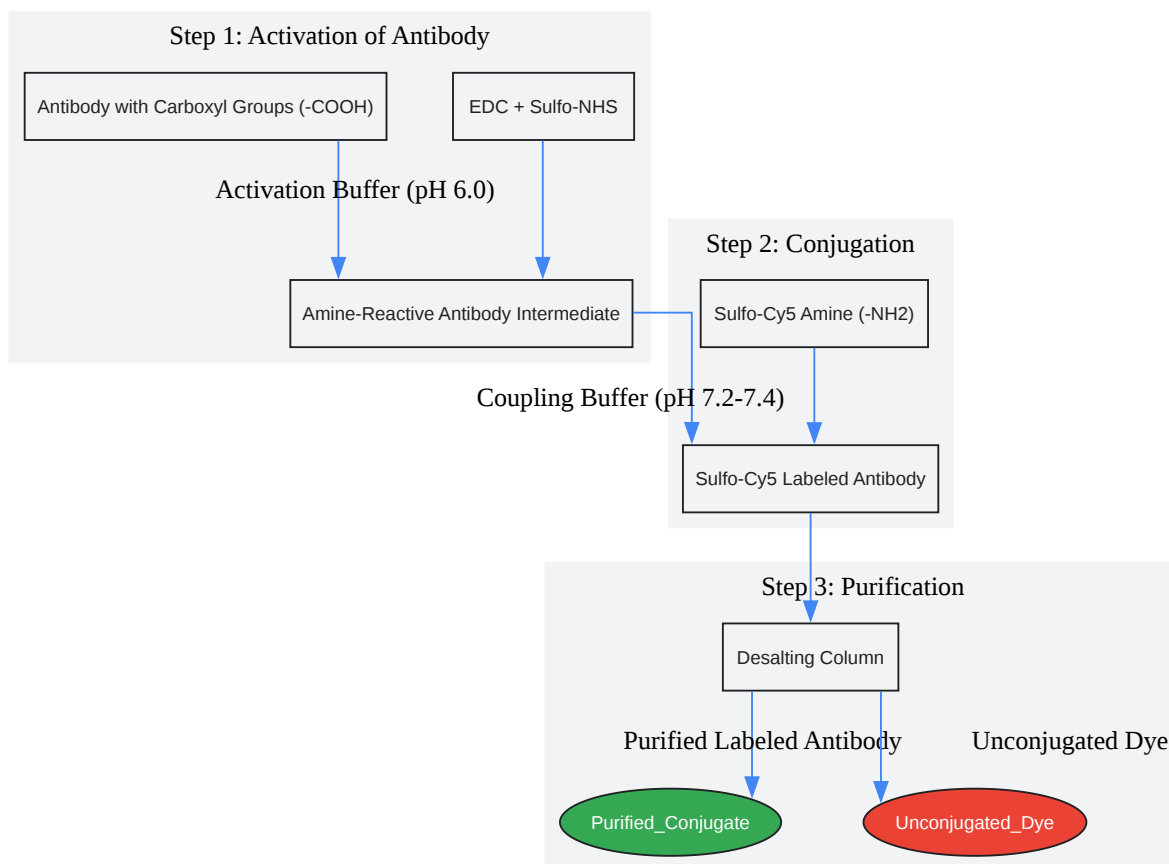 Step 1: Activation of Antibody
Antibody with Carboxyl Groups (-COOH)
EDC + Sulfo-NHS
Activation Buffer (pH 6.0)
Amine-Reactive Antibody Intermediate
Step 2: Conjugation
Sulfo-Cy5 Amine (-NH2)
Coupling Buffer (pH 7.2-7.4)
Sulfo-Cy5 Labeled Antibody
Step 3: Purification
Desalting Column
Purified Labeled Antibody
Unconjugated Dye
Purified_Conjugate
Unconjugated_Dye